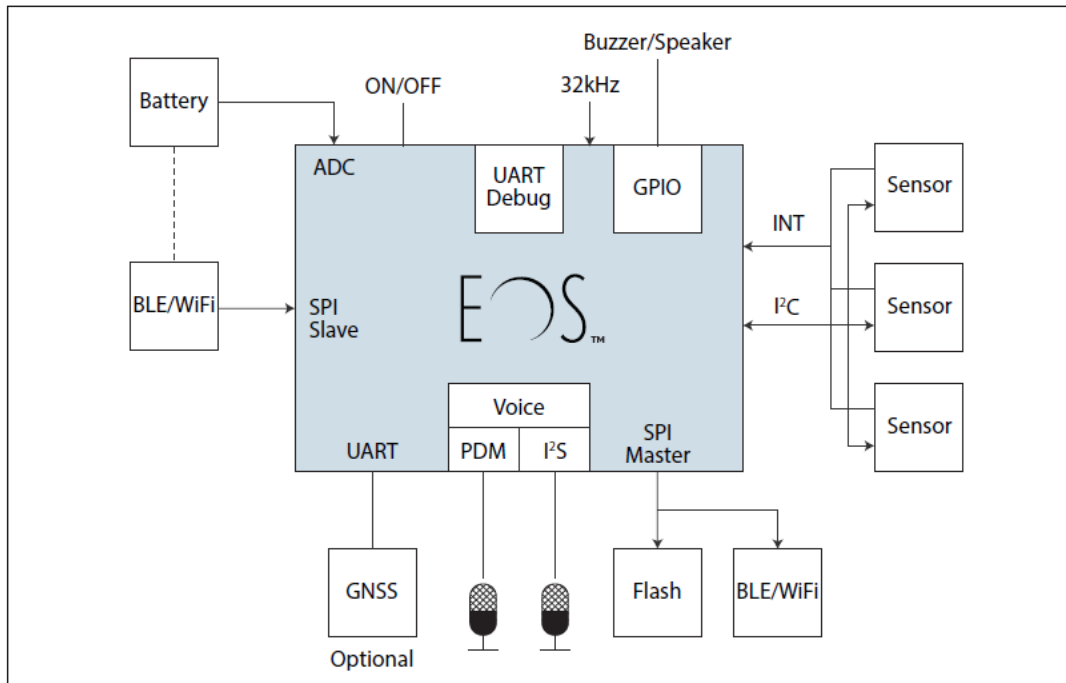 Buzzer/Speaker
ON/OFF
32kHz
Battery
ADC
UART
Debug
GPIO
Sensor
INT
BLE/WiFi
SPI
Slave
EOS™
I²C
Sensor
Voice
PDM
I²S
UART
SPI
Master
Sensor
GNSS
Optional
Flash
BLE/WiFi